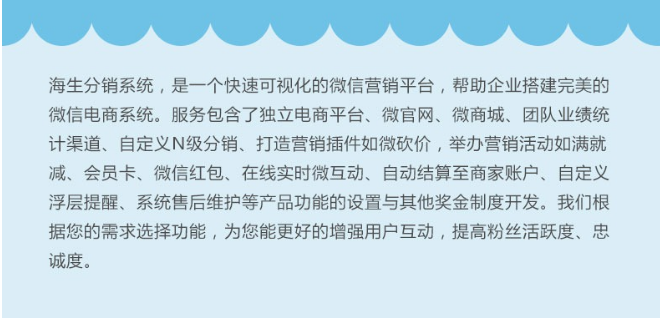 海生分销系统，是一个快速可视化的微信营销平台，帮助企业搭建完美的
微信电商系统。服务包含了独立电商平台、微官网、微商城、团队业绩统
计渠道、自定义N级分销、打造营销插件如微砍价，举办营销活动如满就
减、会员卡、微信红包、在线实时微互动、自动结算至商家账户、自定义
浮层提醒、系统售后维护等产品功能的设置与其他奖金制度开发。我们根
据您的需求选择功能，为您能更好的增强用户互动，提高粉丝活跃度、忠
诚度。